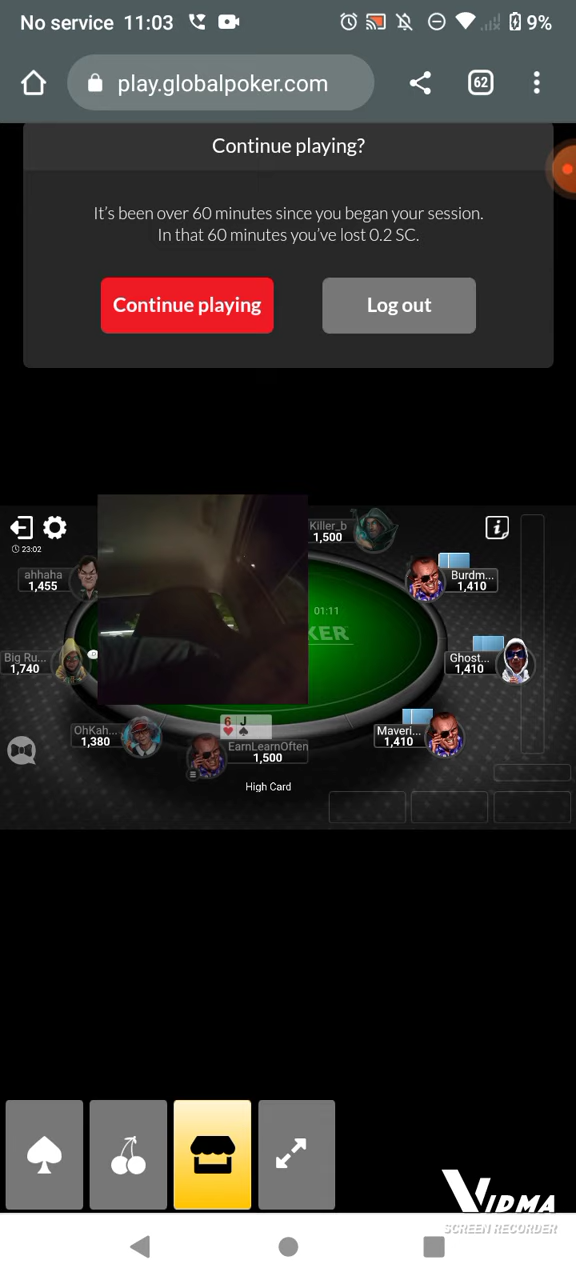 No service 11:03
9%
play.globalpoker.com
62
Continue playing?
It's been over 60 minutes since you began your session.
In that 60 minutes you've lost 0.2 SC.
Continue playing
Log out
23:02
Killer_b
1,500
ahhaha
1,455
Burdm...
1,410
01:11
KER
Big Ru...
1,740
Ghost...
1,410
OhKah...
1,380
6 J
EarnLearnOften
1,500
Maveri...
1,410
High Card
VIDMA
SCREEN RECORDER